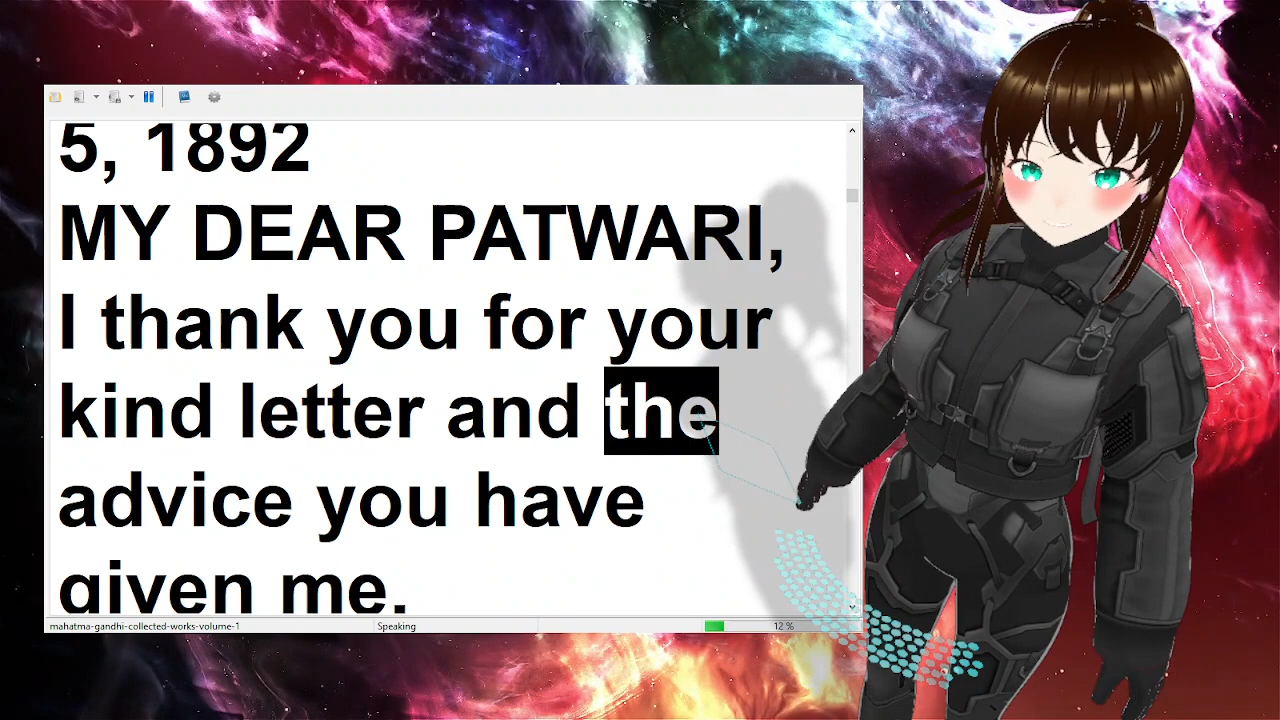 5, 1892
MY DEAR PATWARI,
I thank you for your
kind letter and the
advice you have
given me.
mahatma-gandhi-collected-works-volume-1
Speaking
12 %